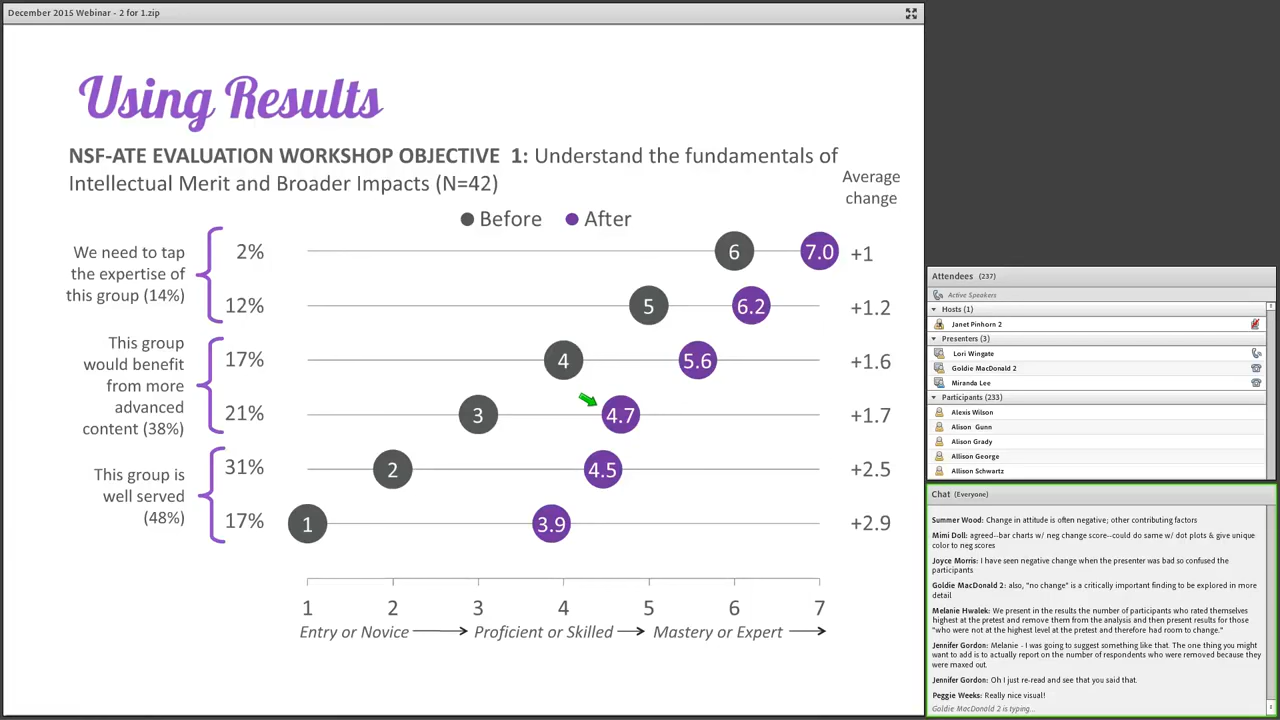 December 2015 Webinar - 2 for 1.zip
Using Results
NSF-ATE EVALUATION WORKSHOP OBJECTIVE 1: Understand the fundamentals of
Intellectual Merit and Broader Impacts (N=42)
Average
change
Before After
We need to tap
the expertise of
this group (14%)
2% 6 7.0 +1
12% 5 6.2 +1.2
This group
would benefit
from more
advanced
content (38%)
17% 4 5.6 +1.6
21% 3 4.7 +1.7
This group is
well served
(48%)
31% 2 4.5 +2.5
17% 1 3.9 +2.9
1 2 3 4 5 6 7
Entry or Novice Proficient or Skilled Mastery or Expert
Attendees (237)
Active Speakers
Hosts (1)
Janet Pinhorn 2
Presenters (3)
Lori Wingate
Goldie MacDonald 2
Miranda Lee
Participants (233)
Alexis Wilson
Alison Gunn
Alison Grady
Allison George
Allison Schwartz
Chat (Everyone)
Summer Wood: Change in attitude is often negative; other contributing factors
Mimi Doll: agreed--bar charts w/ neg change score--could do same w/ dot plots & give unique
color to neg scores
Joyce Morris: I have seen negative change when the presenter was bad so confused the
participants
Goldie MacDonald 2: also, "no change" is a critically important finding to be explored in more
detail
Melanie Hwalek: We present in the results the number of participants who rated themselves
highest at the pretest and remove them from the analysis and then present results for those
"who were not at the highest level at the pretest and therefore had room to change."
Jennifer Gordon: Melanie - I was going to suggest something like that. The one thing you might
want to add is to actually report on the number of respondents who were removed because they
were maxed out.
Jennifer Gordon: Oh I just re-read and see that you said that.
Peggie Weeks: Really nice visual!
Goldie MacDonald 2 is typing...